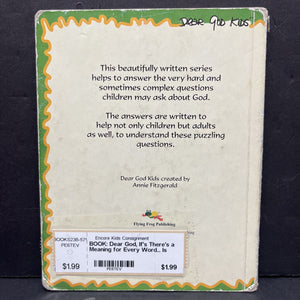 DEAR GOD KIDS
This beautifully written series
helps to answer the very hard and
sometimes complex questions
children may ask about God.
The answers are written to
help not only children but adults
as well, to understand these puzzling
questions.
Dear God Kids created by
Annie Fitzgerald
Flying Frog Publishing
Encore Kids Consignment
BOOK: Dear God, It's There's a
Meaning for Every Word... Is
PESTEV
$1.99
PESTEV
$1.99